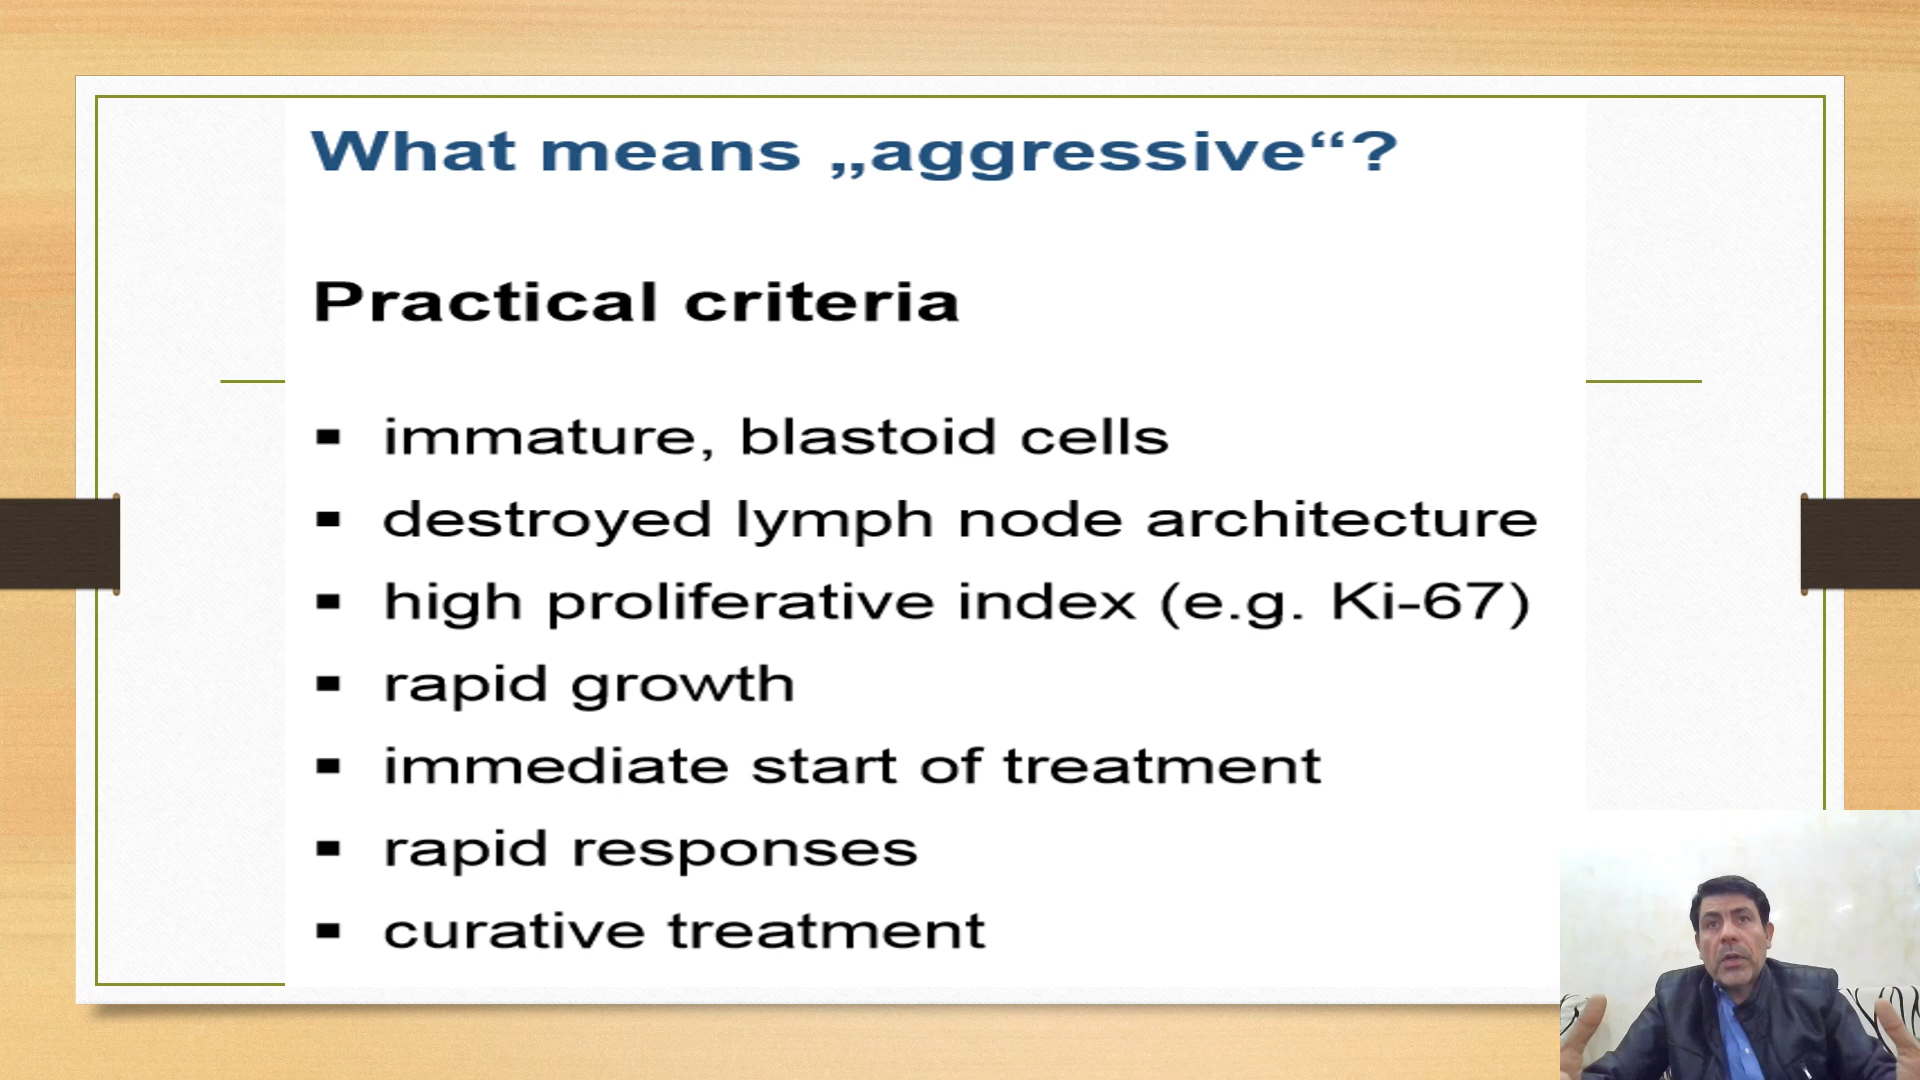 What means „aggressive“?
Practical criteria
▪ immature, blastoid cells
▪ destroyed lymph node architecture
▪ high proliferative index (e.g. Ki-67)
▪ rapid growth
▪ immediate start of treatment
▪ rapid responses
▪ curative treatment